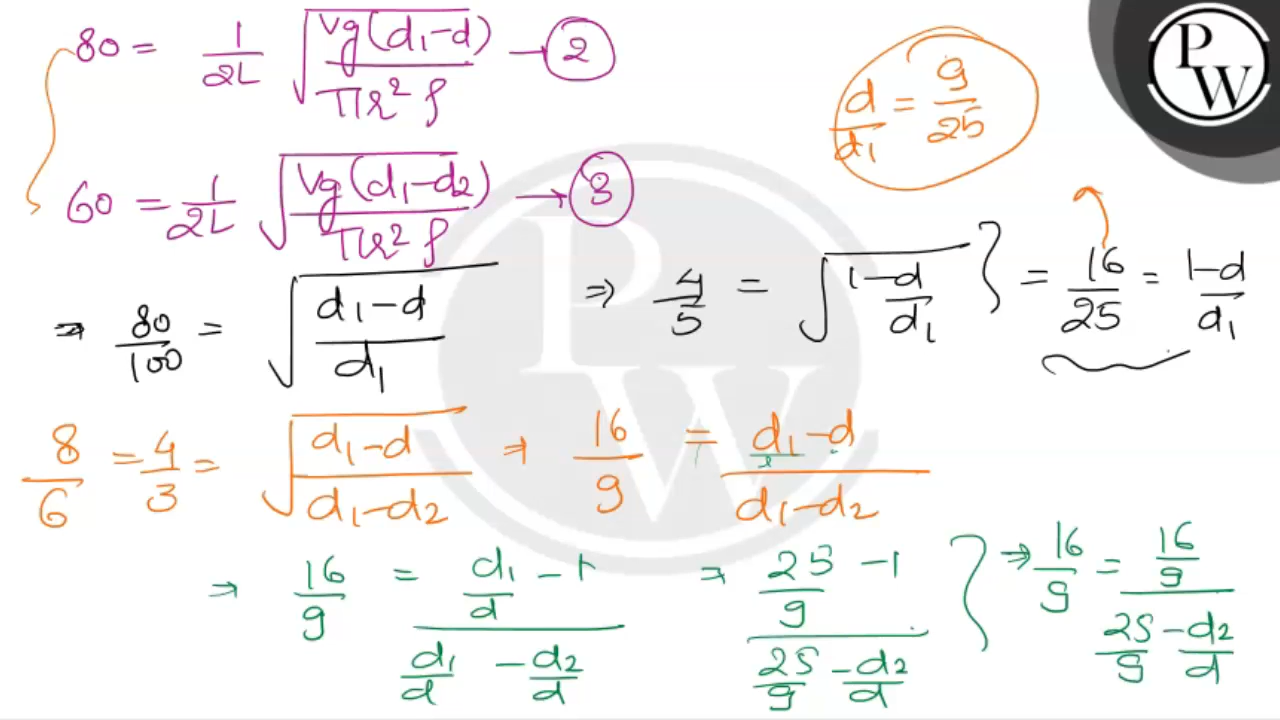 80 = 1/2L √(Vg(d₁-d)/πr²ρ) → ②
d/d₁ = 9/25
PW
60 = 1/2L √(Vg(d₁-d₂)/πr²ρ) → ③
⇒ 80/100 = √((d₁-d)/d₁) ⇒ 4/5 = √(1-d/d₁) } = 16/25 = 1-d/d₁
8/6 = 4/3 = √(d₁-d)/√(d₁-d₂) ⇒ 16/9 = (d₁-d)/(d₁-d₂)
⇒ 16/9 = (d₁/d - 1)/(d₁/d - d₂/d) ⇒ (25/9 - 1)/(25/9 - d₂/d) } ⇒ 16/9 = (16/9)/(25/9 - d₂/d)
PW